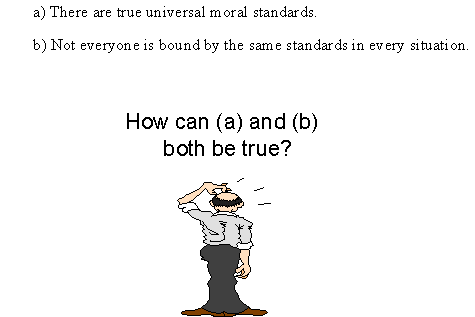 a) There are true universal moral standards.
b) Not everyone is bound by the same standards in every situation.
How can (a) and (b)
both be true?